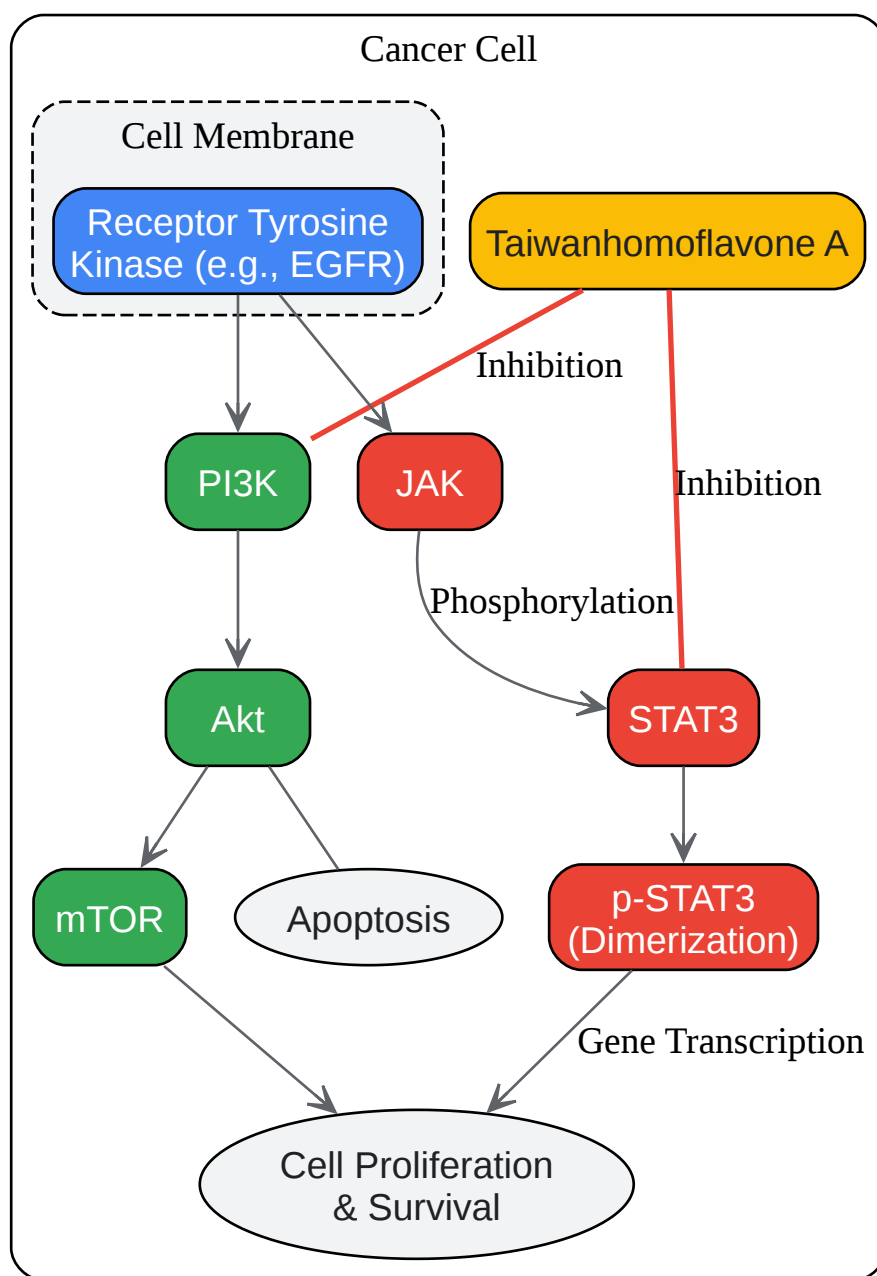 Cancer Cell
Cell Membrane
Receptor Tyrosine
Kinase (e.g., EGFR)
Taiwanhomoflavone A
Inhibition
PI3K
JAK
Inhibition
Phosphorylation
Akt
STAT3
mTOR
Apoptosis
p-STAT3
(Dimerization)
Gene Transcription
Cell Proliferation
& Survival